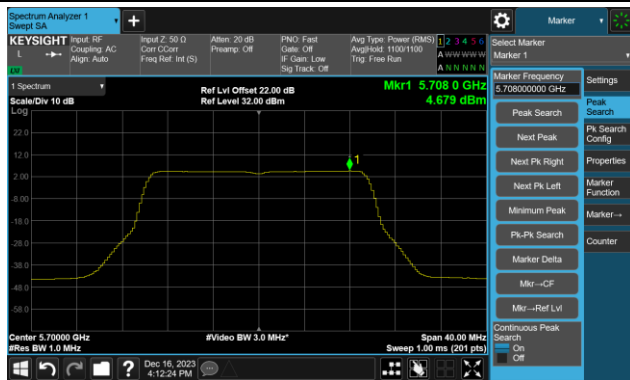 Spectrum Analyzer 1
Swept SA
Marker
KEYSIGHT
L
LM
Input: RF
Coupling: AC
Align: Auto
Input Z: 50 Ω
Corr CCorr
Freq Ref: Int (S)
Atten: 20 dB
Preamp: Off
PNO: Fast
Gate: Off
IF Gain: Low
Sig Track: Off
Avg Type: Power (RMS)
Avg|Hold: 1100/1100
Trig: Free Run
1 2 3 4 5 6
A W W W W W
A N N N N N
Select Marker
Marker 1
1 Spectrum
Scale/Div 10 dB
Ref Lvl Offset 22.00 dB
Ref Level 32.00 dBm
Mkr1 5.708 0 GHz
4.679 dBm
Log
22.0
12.0
2.00
-8.00
-18.0
-28.0
-38.0
-48.0
-58.0
1
Center 5.70000 GHz
#Res BW 1.0 MHz
#Video BW 3.0 MHz*
Span 40.00 MHz
Sweep 1.00 ms (201 pts)
Marker Frequency
5.708000000 GHz
Peak Search
Next Peak
Next Pk Right
Next Pk Left
Minimum Peak
Pk-Pk Search
Marker Delta
Mkr→CF
Mkr→Ref Lvl
Continuous Peak
Search
On
Off
Settings
Peak
Search
Pk Search
Config
Properties
Marker
Function
Marker→
Counter
?
Dec 16, 2023
4:12:24 PM